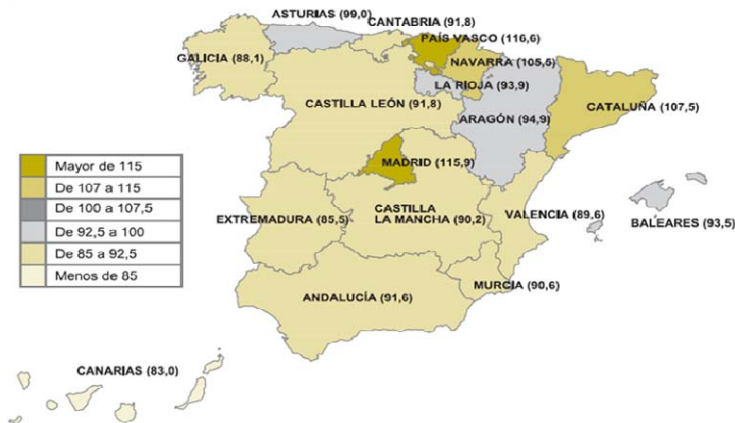 ASTURIAS (99,0)
CANTABRIA (91,8)
PAÍS VASCO (116,6)
GALICIA (88,1)
NAVARRA (105,5)
LA RIOJA (93,9)
CASTILLA LEÓN (91,8)
CATALUÑA (107,5)
ARAGÓN (94,9)
MADRID (115,9)
Mayor de 115
De 107 a 115
De 100 a 107,5
De 92,5 a 100
De 85 a 92,5
Menos de 85
EXTREMADURA (85,5)
CASTILLA
LA MANCHA (90,2)
VALENCIA (89,6)
BALEARES (93,5)
MURCIA (90,6)
ANDALUCÍA (91,6)
CANARIAS (83,0)